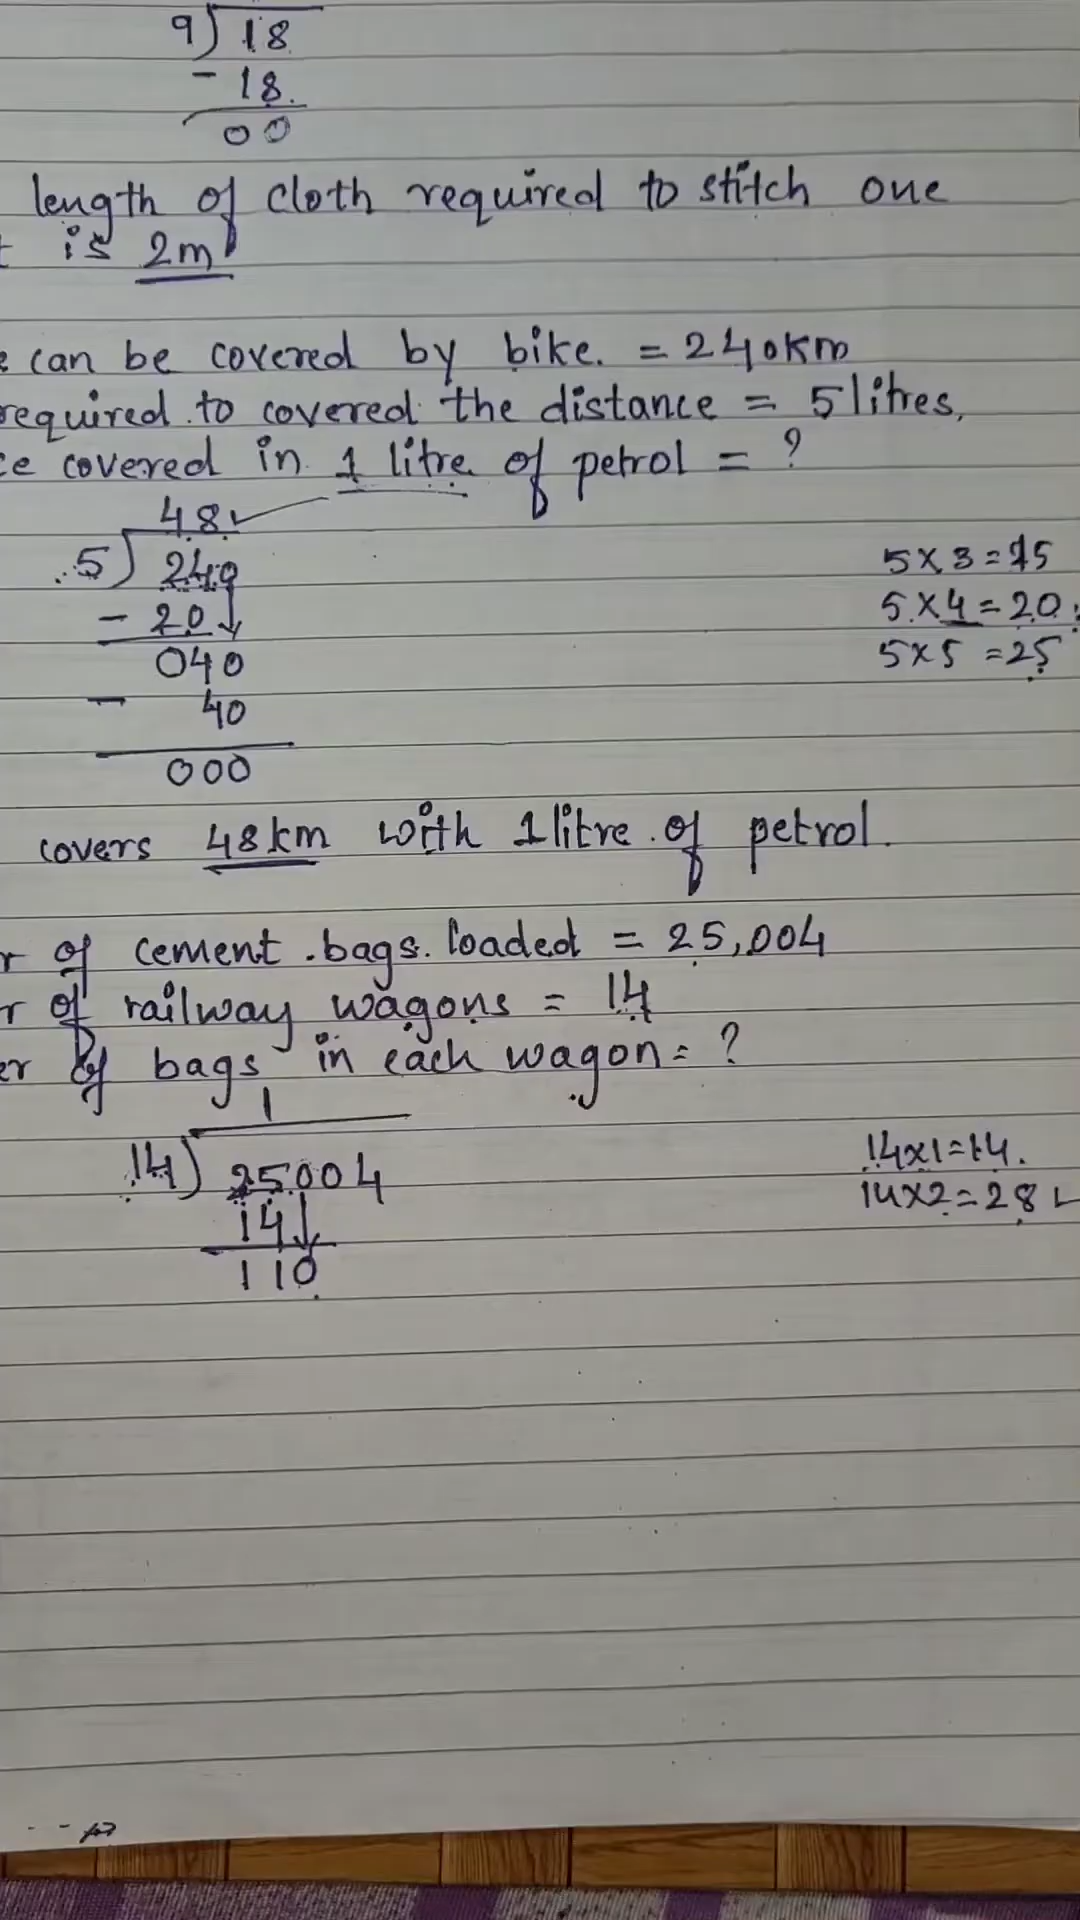 9) 18
- 18
00
length of cloth required to stitch one
is 2m
can be covered by bike. = 240km
required to covered the distance = 5 litres,
covered in 1 litre of petrol = ?
48
5) 240
- 20
040
- 40
000
5x3=15
5x4=20
5x5=25
covers 48km with 1 litre of petrol.
of cement bags loaded = 25,004
of railway wagons = 14
of bags in each wagon = ?
1
14) 25004
14
110
14x1=14.
14x2=28